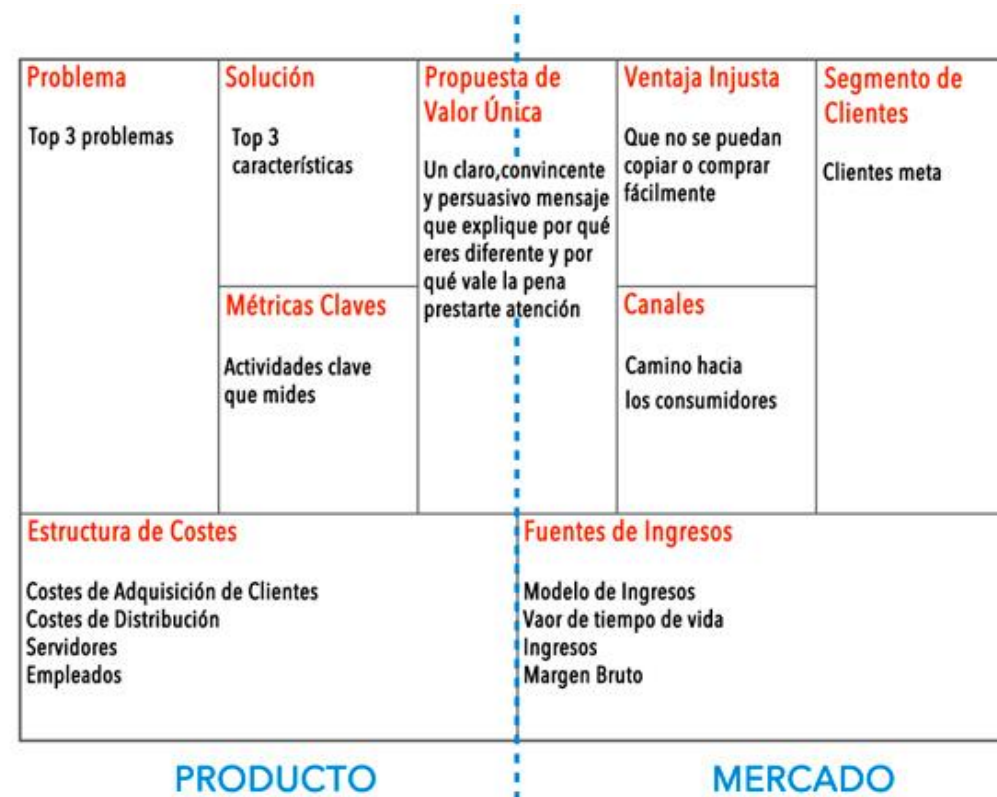 Problema
Top 3 problemas
Solución
Top 3
características
Métricas Claves
Actividades clave
que mides
Propuesta de
Valor Única
Un claro,convincente
y persuasivo mensaje
que explique por qué
eres diferente y por
qué vale la pena
prestarte atención
Ventaja Injusta
Que no se puedan
copiar o comprar
fácilmente
Canales
Camino hacia
los consumidores
Segmento de
Clientes
Clientes meta
Estructura de Costes
Costes de Adquisición de Clientes
Costes de Distribución
Servidores
Empleados
Fuentes de Ingresos
Modelo de Ingresos
Vaor de tiempo de vida
Ingresos
Margen Bruto
PRODUCTO
MERCADO